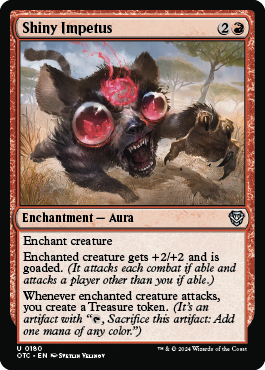 Shiny Impetus 2
Enchantment — Aura
Enchant creature
Enchanted creature gets +2/+2 and is
goaded. (It attacks each combat if able and
attacks a player other than you if able.)
Whenever enchanted creature attacks,
you create a Treasure token. (It's an
artifact with “, Sacrifice this artifact: Add
one mana of any color.”)
U 0180
OTC • EN Svetlin Velinov
™ & © 2024 Wizards of the Coast